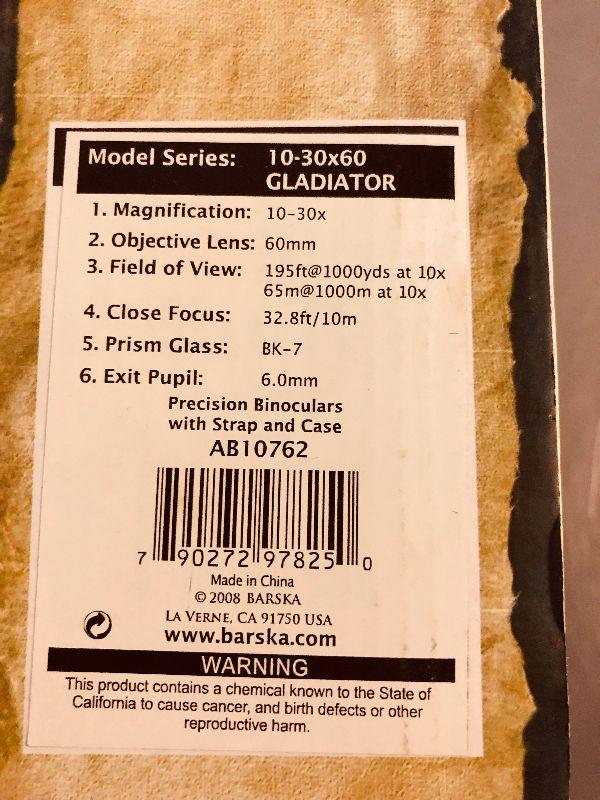 Model Series: 10-30x60
GLADIATOR
1. Magnification: 10-30x
2. Objective Lens: 60mm
3. Field of View: 195ft@1000yds at 10x
65m@1000m at 10x
4. Close Focus: 32.8ft/10m
5. Prism Glass: BK-7
6. Exit Pupil: 6.0mm
Precision Binoculars
with Strap and Case
AB10762
7 90272 97825 0
Made in China
© 2008 BARSKA
LA VERNE, CA 91750 USA
www.barska.com
WARNING
This product contains a chemical known to the State of
California to cause cancer, and birth defects or other
reproductive harm.